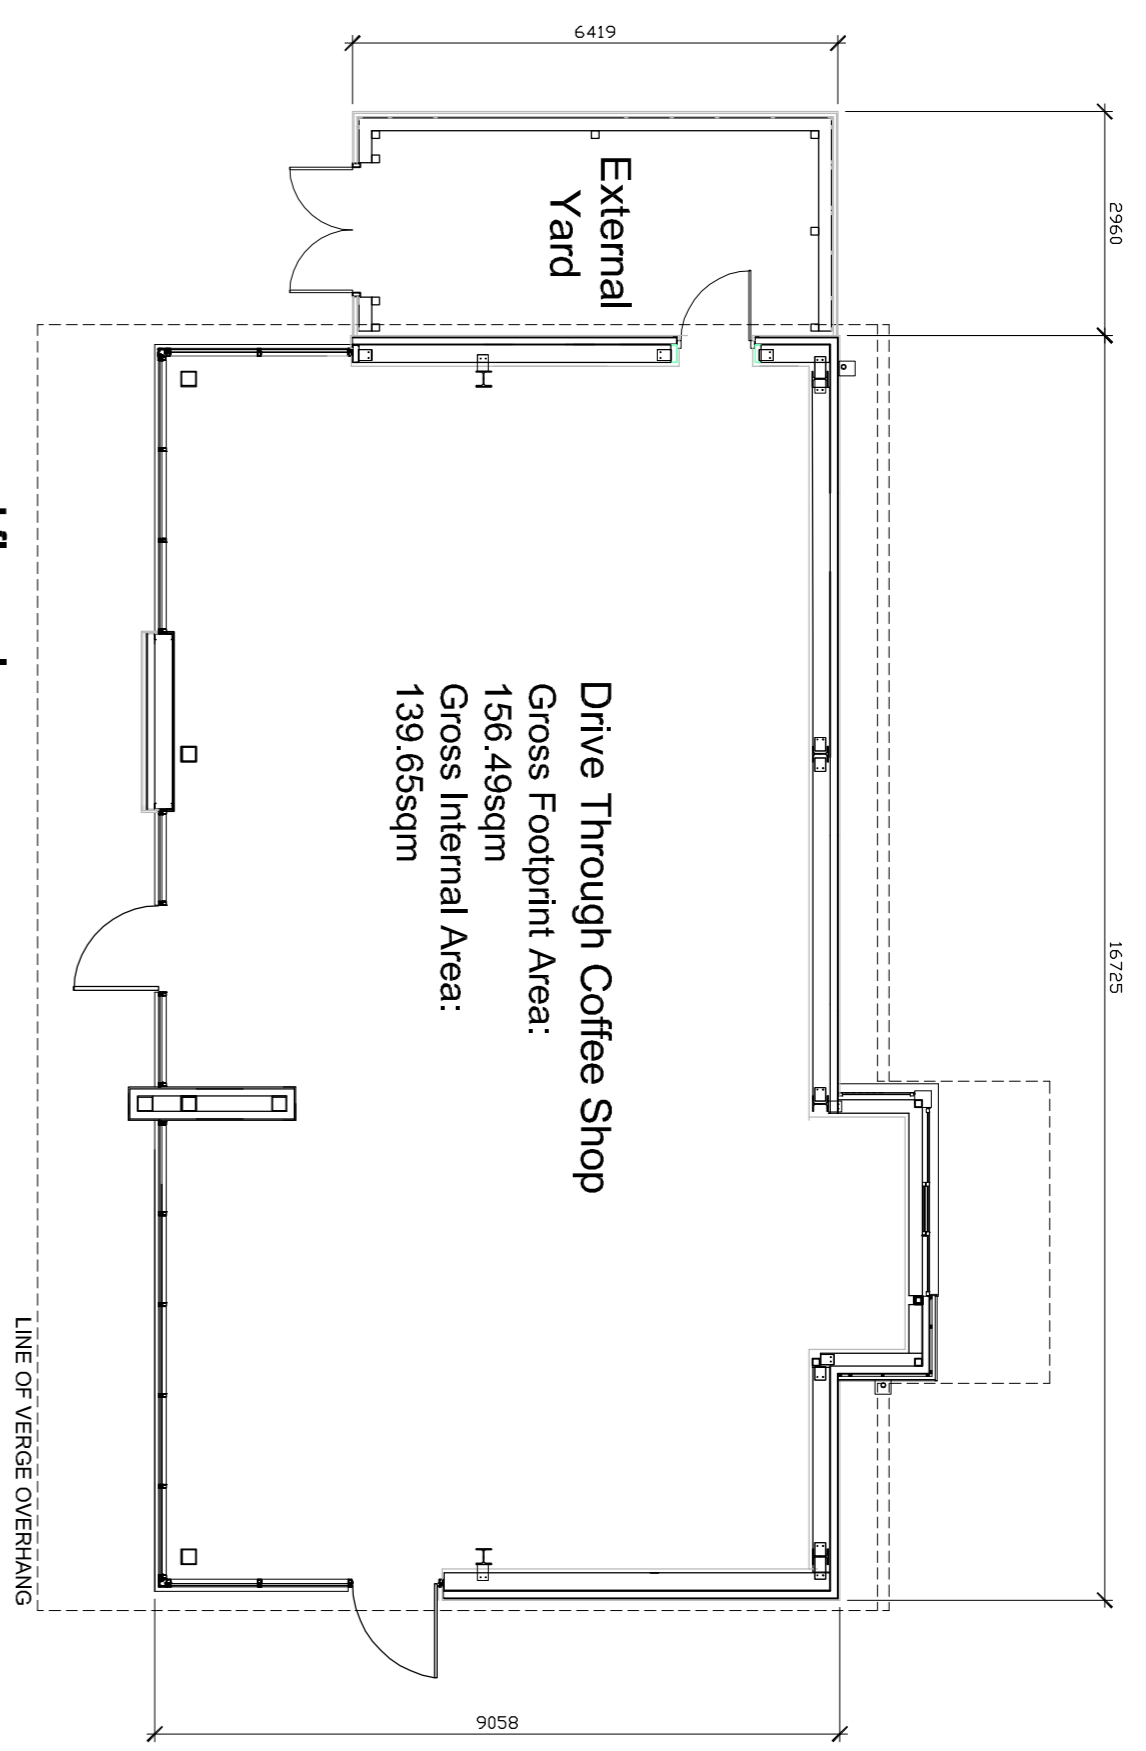 6419
2960
External
Yard
Drive Through Coffee Shop
Gross Footprint Area:
156.49sqm
Gross Internal Area:
139.65sqm
16725
LINE OF VERGE OVERHANG
9058